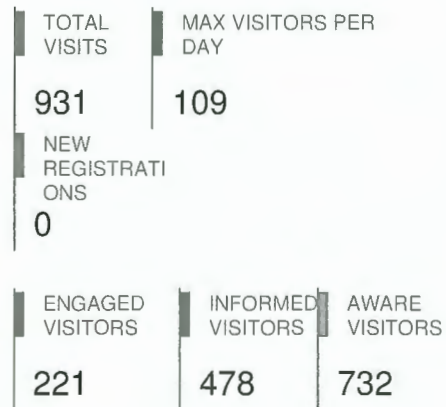 TOTAL
VISITS
MAX VISITORS PER
DAY
931
109
NEW
REGISTRATI
ONS
0
ENGAGED
VISITORS
INFORMED
VISITORS
AWARE
VISITORS
221
478
732